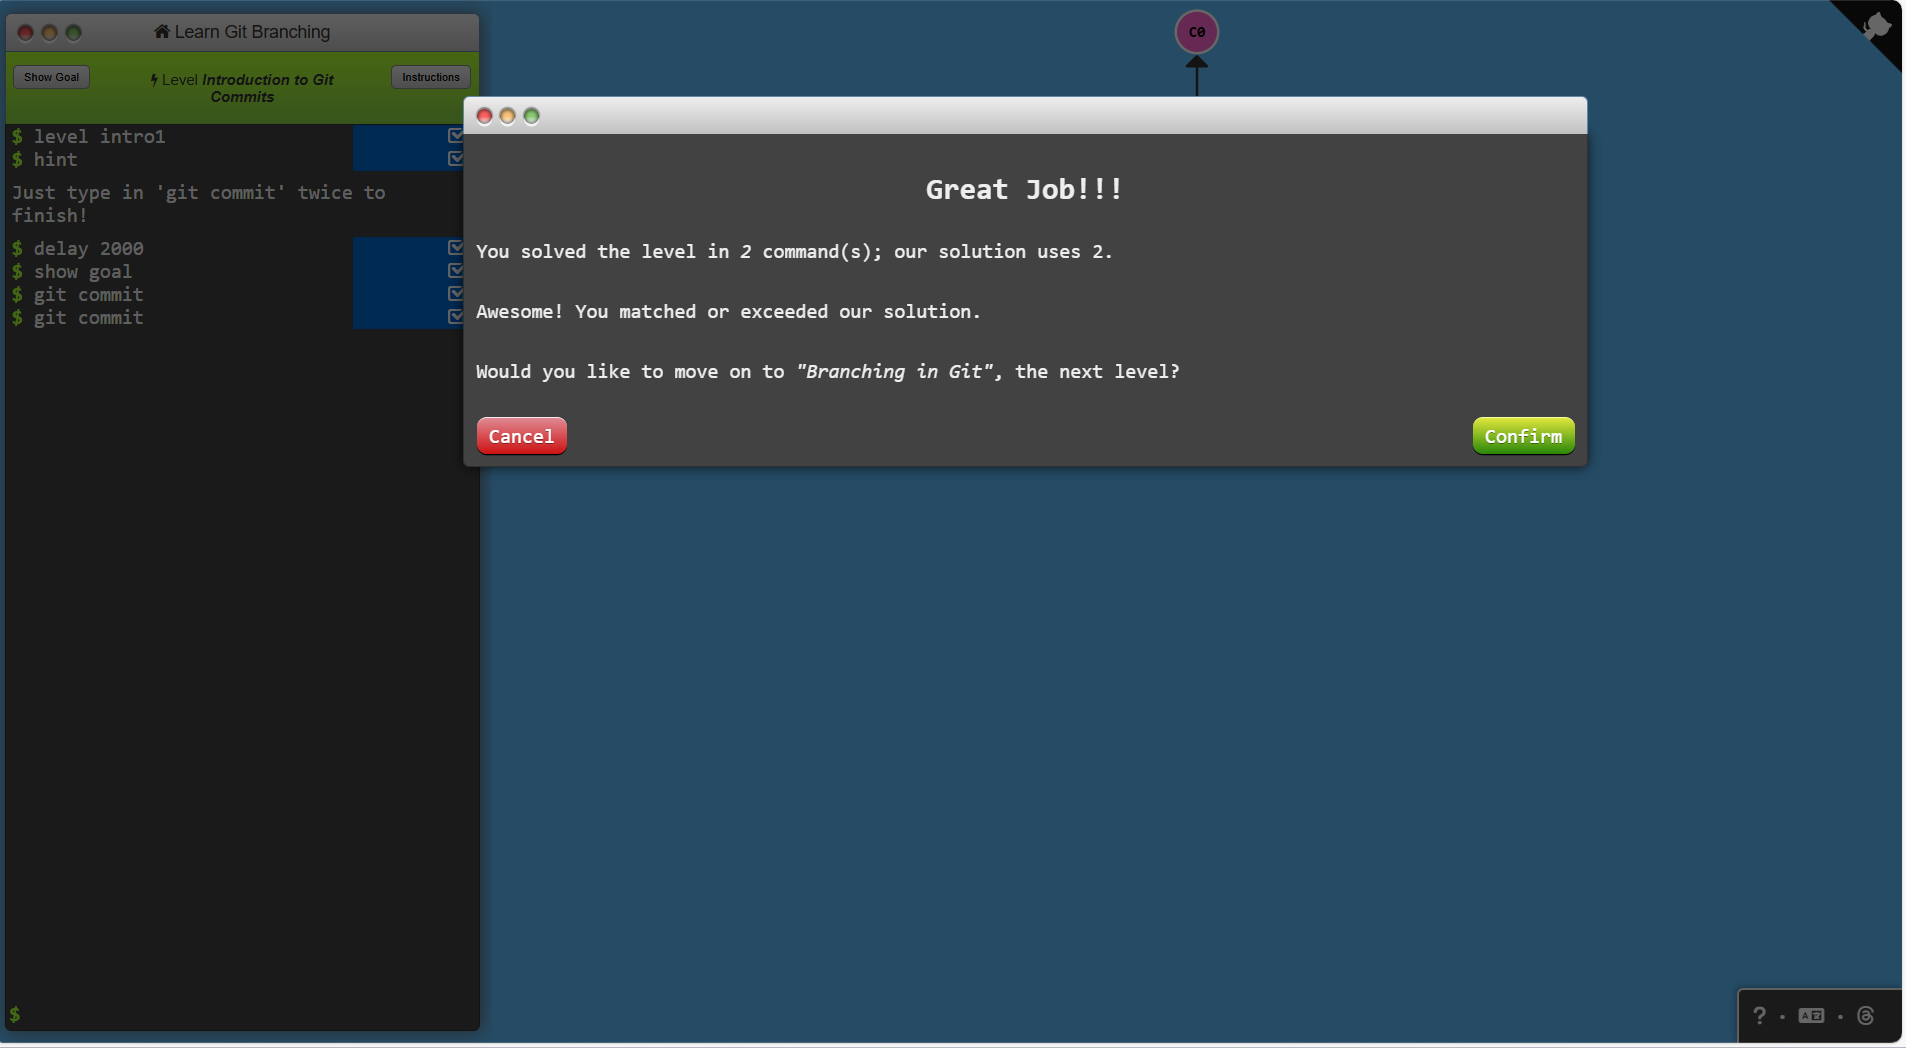 Learn Git Branching
Show Goal
Level Introduction to Git
Commits
Instructions
$ level intro1
$ hint
Just type in 'git commit' twice to
finish!
$ delay 2000
$ show goal
$ git commit
$ git commit
$
C0
Great Job!!!
You solved the level in 2 command(s); our solution uses 2.
Awesome! You matched or exceeded our solution.
Would you like to move on to "Branching in Git", the next level?
Cancel
Confirm
?